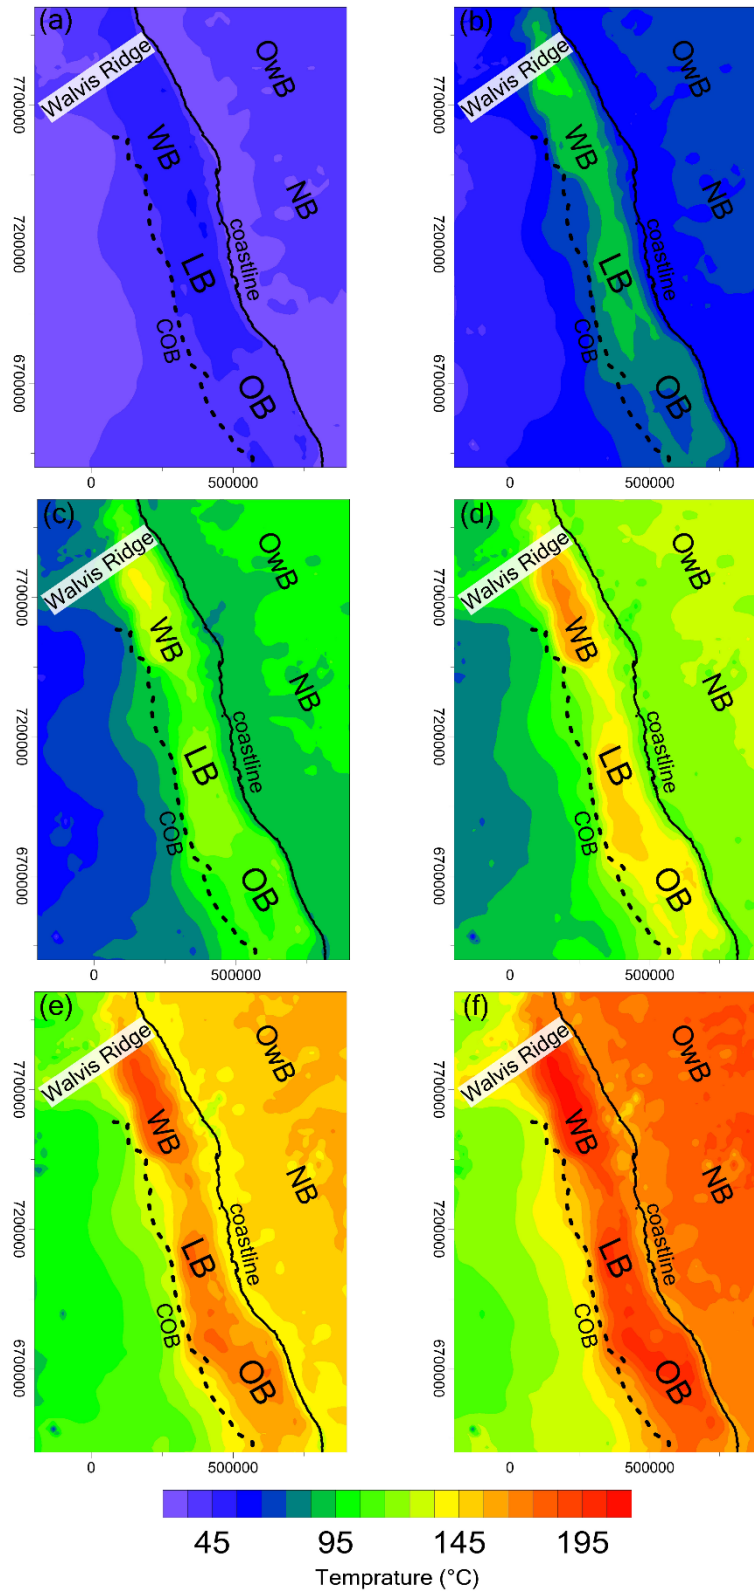 (a)
OwB
Walvis Ridge
WB
NB
LB
coastline
COB
OB
7700000
7200000
6700000
0
500000
(b)
OwB
Walvis Ridge
WB
NB
LB
coastline
COB
OB
7700000
7200000
6700000
0
500000
(c)
OwB
Walvis Ridge
WB
NB
LB
coastline
COB
OB
7700000
7200000
6700000
0
500000
(d)
OwB
Walvis Ridge
WB
NB
LB
coastline
COB
OB
7700000
7200000
6700000
0
500000
(e)
OwB
Walvis Ridge
WB
NB
LB
coastline
COB
OB
7700000
7200000
6700000
0
500000
(f)
OwB
Walvis Ridge
WB
NB
LB
coastline
COB
OB
7700000
7200000
6700000
0
500000
45 95 145 195
Temprature (°C)